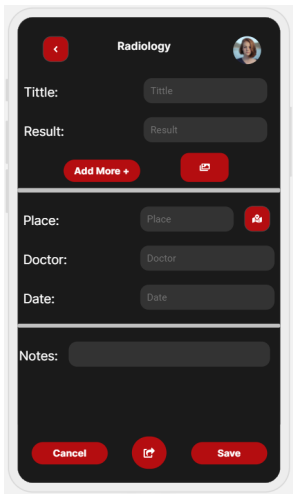 Radiology
Tittle: Tittle
Result: Result
Add More +
Place: Place
Doctor: Doctor
Date: Date
Notes:
Cancel Save